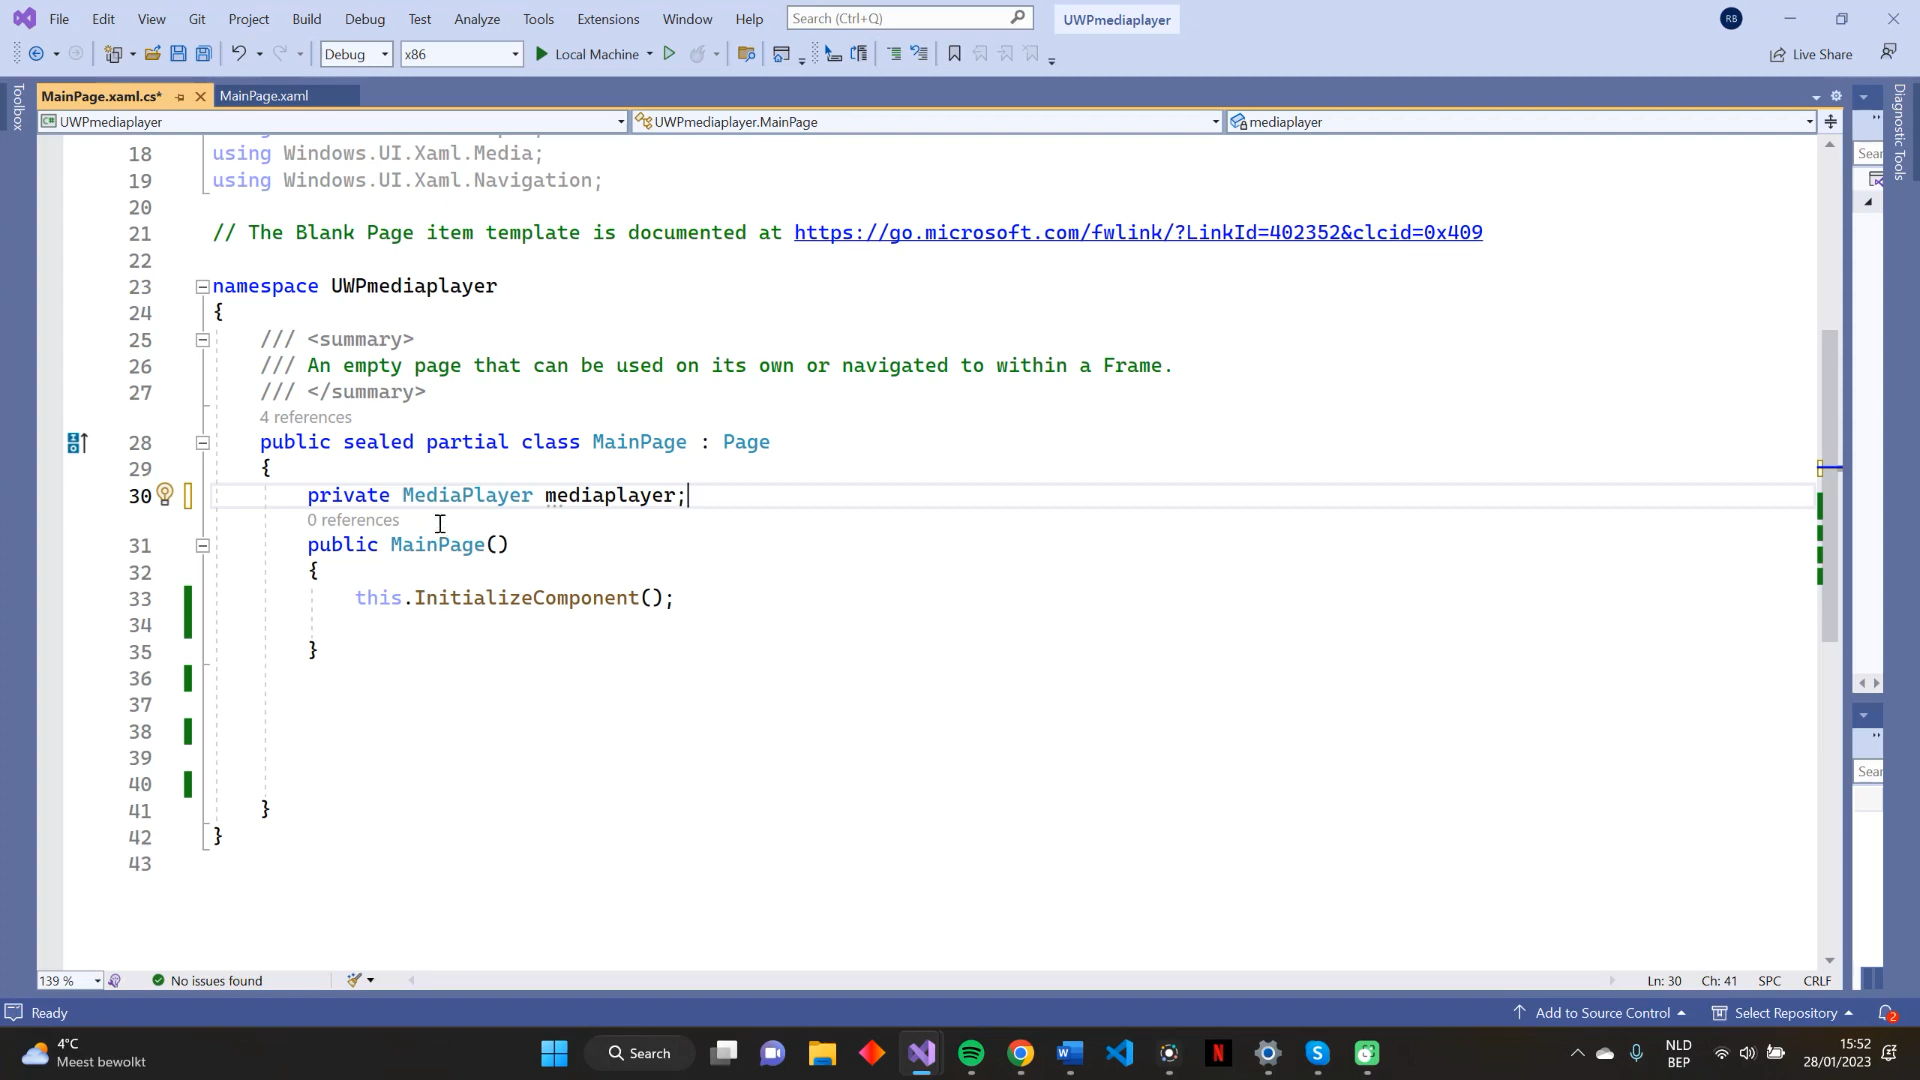 File Edit View Git Project Build Debug Test Analyze Tools Extensions Window Help Search (Ctrl+Q) UWPmediaplayer RB
Debug x86 Local Machine Live Share
MainPage.xaml.cs* MainPage.xaml
UWPmediaplayer UWPmediaplayer.MainPage mediaplayer
Toolbox
Diagnostic Tools
18 using Windows.UI.Xaml.Media;
19 using Windows.UI.Xaml.Navigation;
20
21 // The Blank Page item template is documented at https://go.microsoft.com/fwlink/?LinkId=402352&clcid=0x409
22
23 namespace UWPmediaplayer
24 {
25 /// <summary>
26 /// An empty page that can be used on its own or navigated to within a Frame.
27 /// </summary>
4 references
28 public sealed partial class MainPage : Page
29 {
30 private MediaPlayer mediaplayer;
0 references
31 public MainPage()
32 {
33 this.InitializeComponent();
34
35 }
36
37
38
39
40
41 }
42 }
43
Sear
Sear
139 % No issues found Ln: 30 Ch: 41 SPC CRLF
Ready Add to Source Control Select Repository 2
4°C
Meest bewolkt
Search
NLD
BEP
15:52
28/01/2023